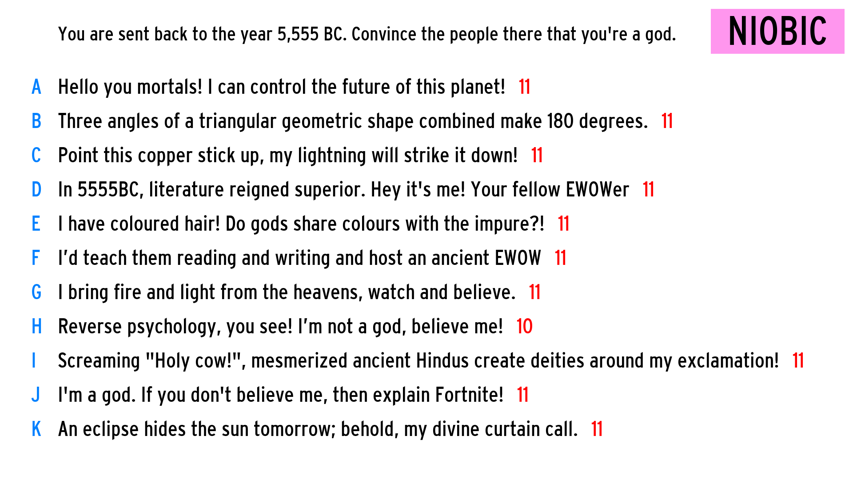 You are sent back to the year 5,555 BC. Convince the people there that you're a god.
NIOBIC
A Hello you mortals! I can control the future of this planet! 11
B Three angles of a triangular geometric shape combined make 180 degrees. 11
C Point this copper stick up, my lightning will strike it down! 11
D In 5555BC, literature reigned superior. Hey it's me! Your fellow EWOWer 11
E I have coloured hair! Do gods share colours with the impure?! 11
F I’d teach them reading and writing and host an ancient EWOW 11
G I bring fire and light from the heavens, watch and believe. 11
H Reverse psychology, you see! I’m not a god, believe me! 10
I Screaming "Holy cow!", mesmerized ancient Hindus create deities around my exclamation! 11
J I'm a god. If you don't believe me, then explain Fortnite! 11
K An eclipse hides the sun tomorrow; behold, my divine curtain call. 11